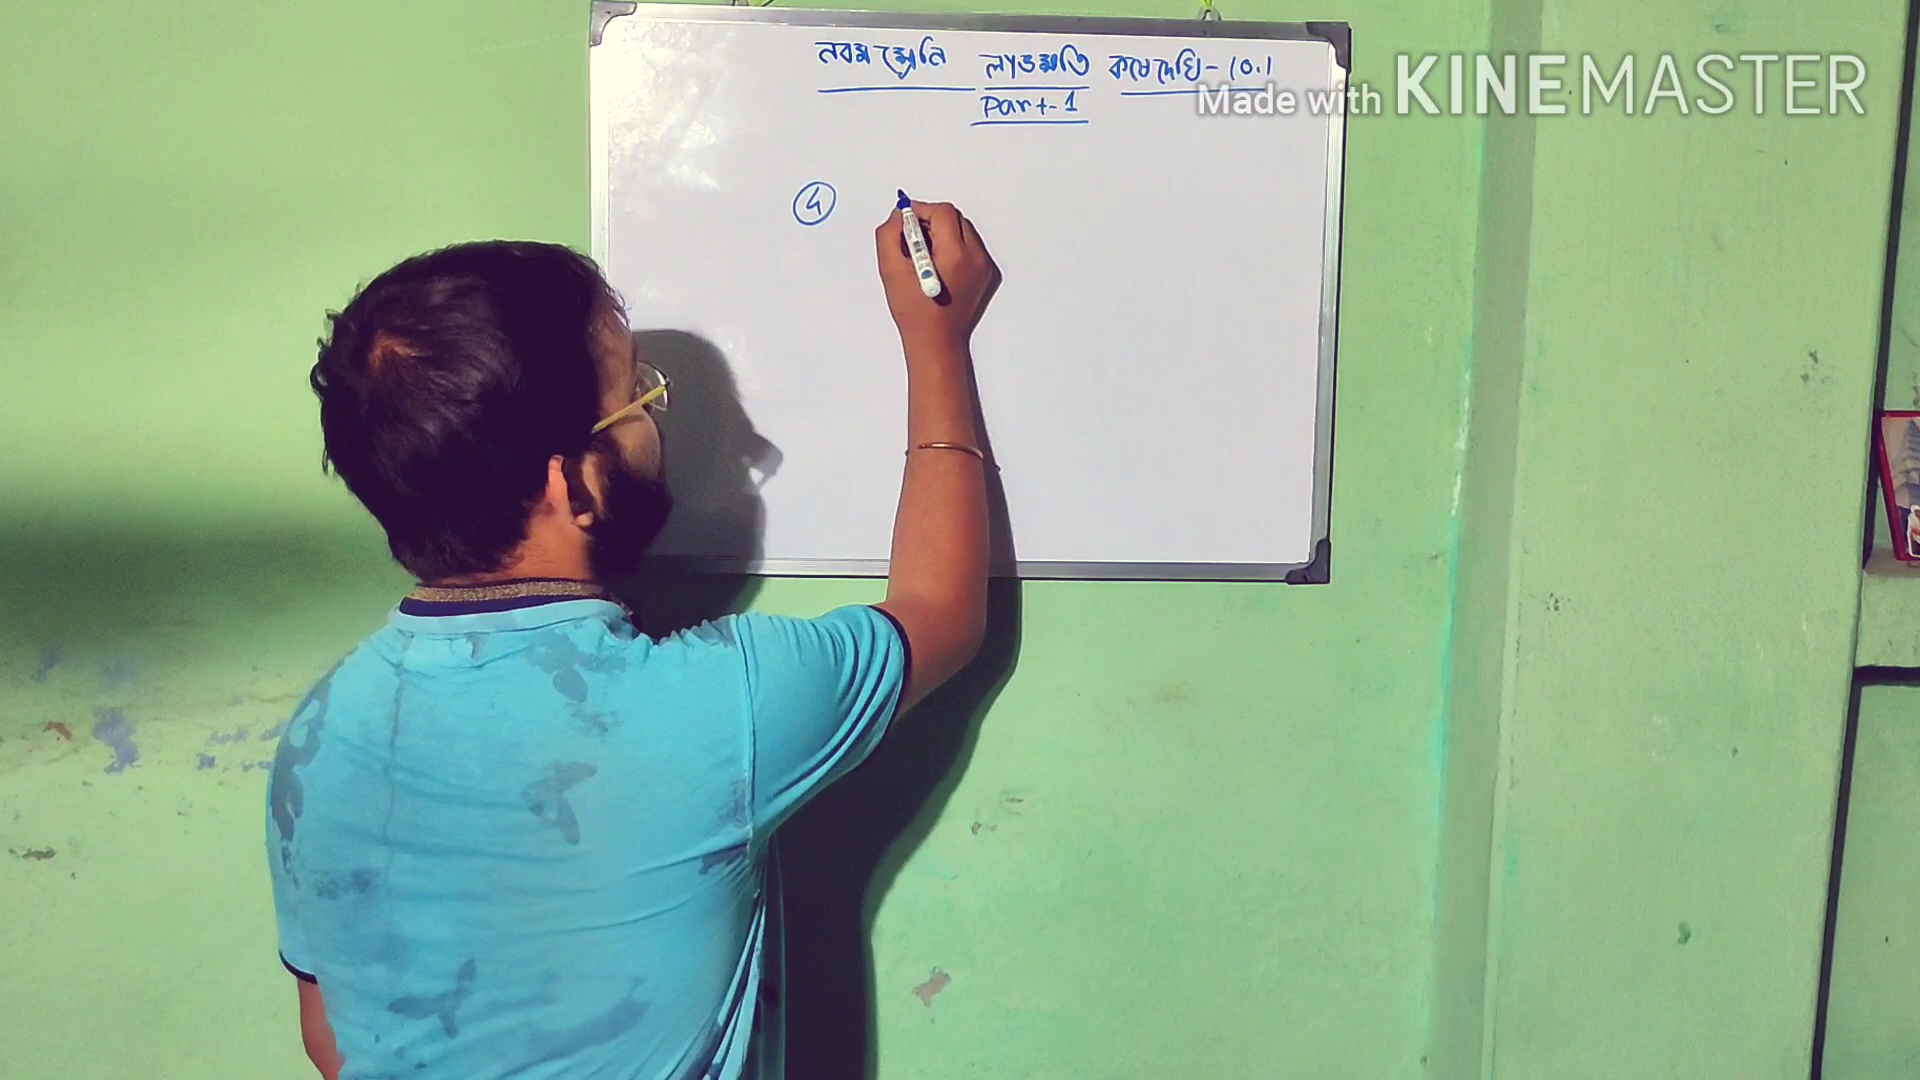 নবম শ্রেনি লাভক্ষতি কষে দেখি - 10.1
Part - 1
Made with KINEMASTER